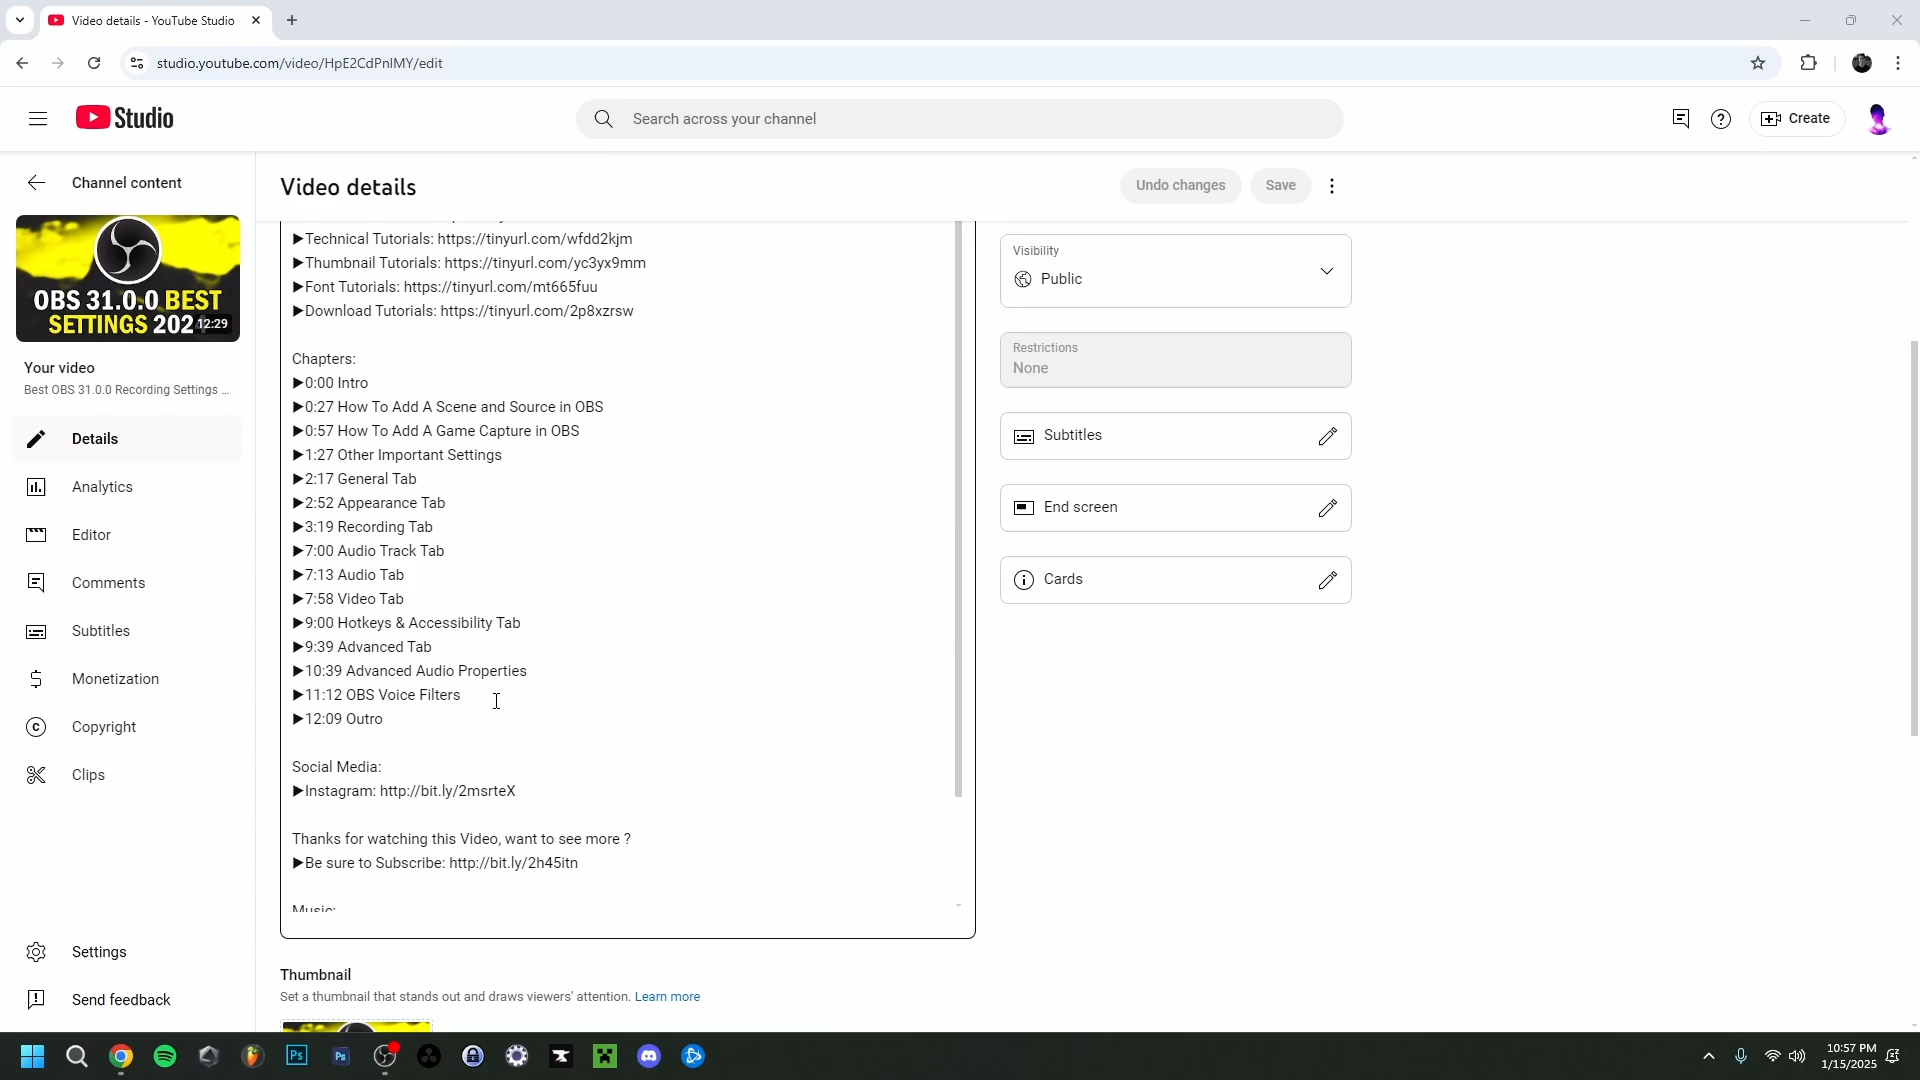 Video details - YouTube Studio
studio.youtube.com/video/HpE2CdPnIMY/edit
Studio
Search across your channel
Create
Channel content
OBS 31.0.0 BEST
SETTINGS 202
12:29
Your video
Best OBS 31.0.0 Recording Settings …
Details
Analytics
Editor
Comments
Subtitles
Monetization
Copyright
Clips
Settings
Send feedback
Video details
Undo changes
Save
▶Technical Tutorials: https://tinyurl.com/wfdd2kjm
▶Thumbnail Tutorials: https://tinyurl.com/yc3yx9mm
▶Font Tutorials: https://tinyurl.com/mt665fuu
▶Download Tutorials: https://tinyurl.com/2p8xzrsw
Chapters:
▶0:00 Intro
▶0:27 How To Add A Scene and Source in OBS
▶0:57 How To Add A Game Capture in OBS
▶1:27 Other Important Settings
▶2:17 General Tab
▶2:52 Appearance Tab
▶3:19 Recording Tab
▶7:00 Audio Track Tab
▶7:13 Audio Tab
▶7:58 Video Tab
▶9:00 Hotkeys & Accessibility Tab
▶9:39 Advanced Tab
▶10:39 Advanced Audio Properties
▶11:12 OBS Voice Filters
▶12:09 Outro
Social Media:
▶Instagram: http://bit.ly/2msrteX
Thanks for watching this Video, want to see more ?
▶Be sure to Subscribe: http://bit.ly/2h45itn
Music:
Thumbnail
Set a thumbnail that stands out and draws viewers' attention. Learn more
Visibility
Public
Restrictions
None
Subtitles
End screen
Cards
Ps
Ps
10:57 PM
1/15/2025